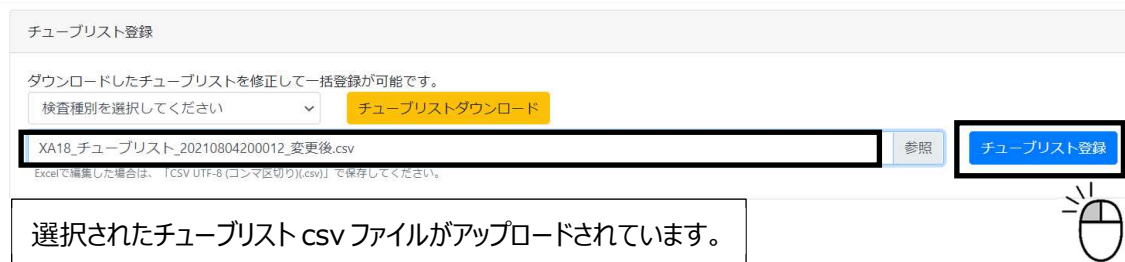 チューブリスト登録
ダウンロードしたチューブリストを修正して一括登録が可能です。
検査種別を選択してください チューブリストダウンロード
XA18_チューブリスト_20210804200012_変更後.csv 参照 チューブリスト登録
Excelで編集した場合は、「CSV UTF-8 (コンマ区切り)(.csv)」で保存してください。
選択されたチューブリスト csv ファイルがアップロードされています。